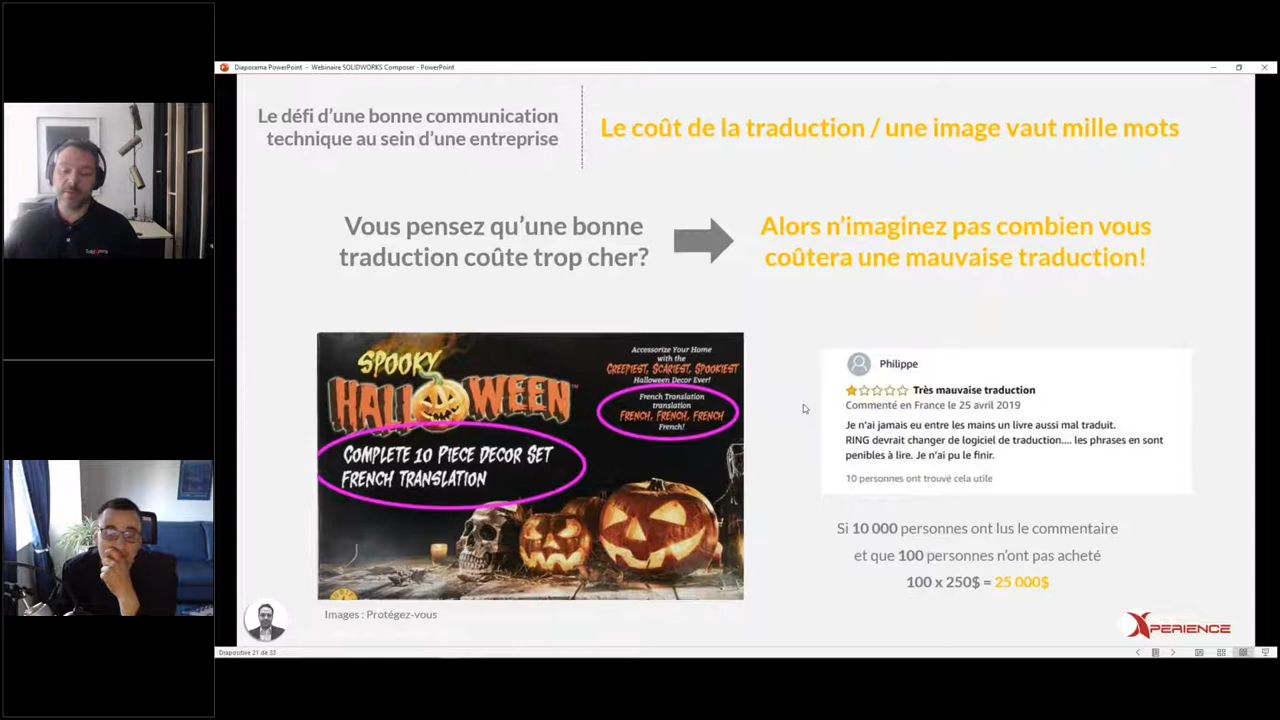 Diaporama PowerPoint - Webinaire SOLIDWORKS Composer - PowerPoint
Le défi d'une bonne communication
technique au sein d'une entreprise
Le coût de la traduction / une image vaut mille mots
Vous pensez qu'une bonne
traduction coûte trop cher?
Alors n'imaginez pas combien vous
coûtera une mauvaise traduction!
SPOOKY
HALLOWEEN
COMPLETE 10 PIECE DECOR SET
FRENCH TRANSLATION
Accessorize Your Home
with the
CREEPIEST, SCARIEST, SPOOKIEST
Halloween Decor Ever!
French Translation
translation
FRENCH, FRENCH, FRENCH
French!
Images : Protégez-vous
Philippe
Très mauvaise traduction
Commenté en France le 25 avril 2019
Je n'ai jamais eu entre les mains un livre aussi mal traduit.
RING devrait changer de logiciel de traduction.... les phrases en sont
penibles à lire. Je n'ai pu le finir.
10 personnes ont trouvé cela utile
Si 10 000 personnes ont lus le commentaire
et que 100 personnes n'ont pas acheté
100 x 250$ = 25 000$
XPERIENCE
Diapositive 21 de 33